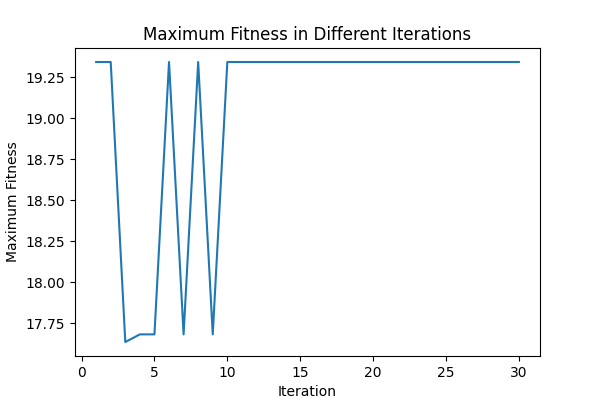 Maximum Fitness in Different Iterations
19.25
19.00
18.75
18.50
18.25
18.00
17.75
Maximum Fitness
0 5 10 15 20 25 30
Iteration